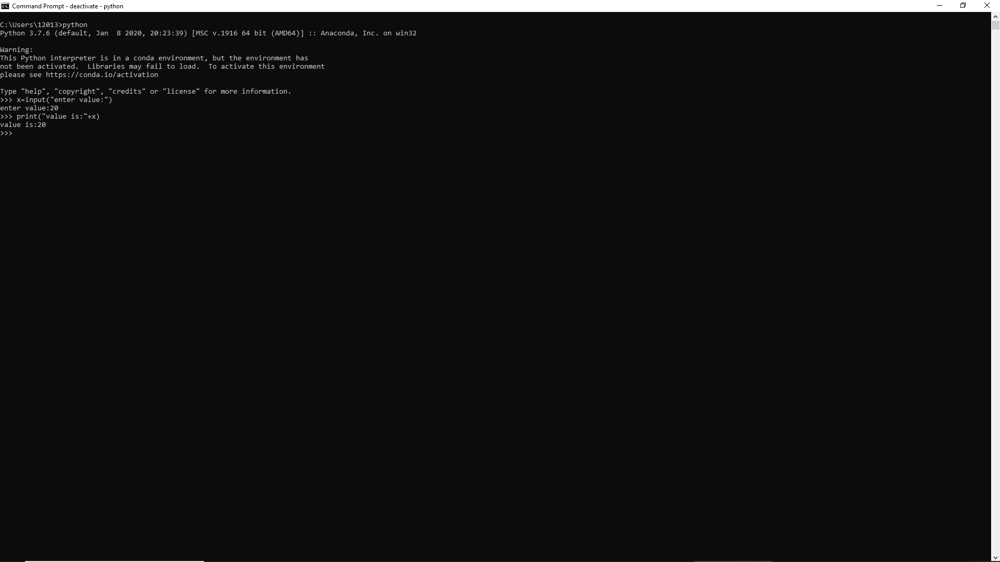 Command Prompt - deactivate - python
C:\Users\12013>python
Python 3.7.6 (default, Jan  8 2020, 20:23:39) [MSC v.1916 64 bit (AMD64)] :: Anaconda, Inc. on win32
Warning:
This Python interpreter is in a conda environment, but the environment has
not been activated.  Libraries may fail to load.  To activate this environment
please see https://conda.io/activation
Type "help", "copyright", "credits" or "license" for more information.
>>> x=input("enter value:")
enter value:20
>>> print("value is:"+x)
value is:20
>>>